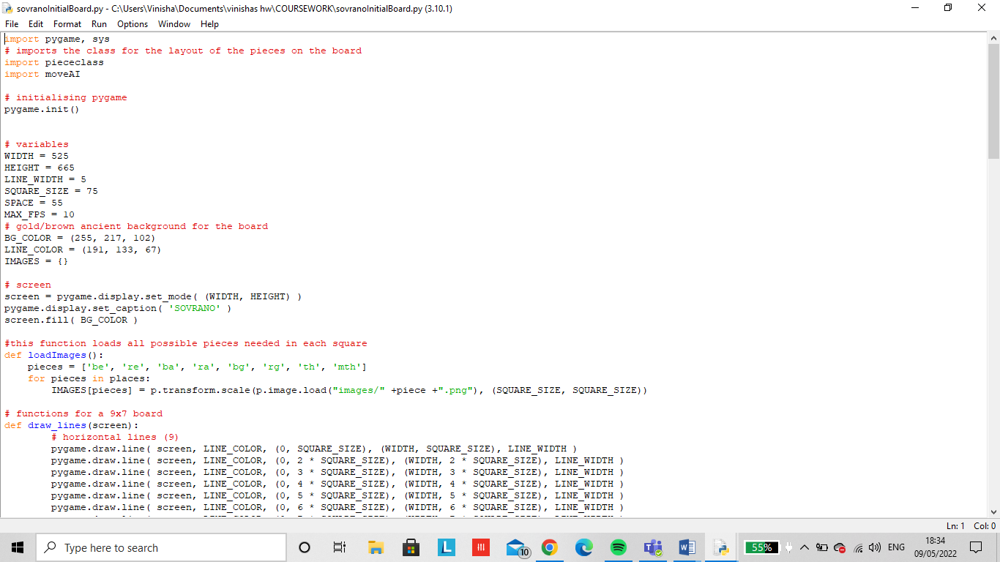 sovranoInitialBoard.py - C:\Users\Vinisha\Documents\vinishas hw\COURSEWORK\sovranoInitialBoard.py (3.10.1)
File Edit Format Run Options Window Help
import pygame, sys
# imports the class for the layout of the pieces on the board
import piececlass
import moveAI

# initialising pygame
pygame.init()


# variables
WIDTH = 525
HEIGHT = 665
LINE_WIDTH = 5
SQUARE_SIZE = 75
SPACE = 55
MAX_FPS = 10
# gold/brown ancient background for the board
BG_COLOR = (255, 217, 102)
LINE_COLOR = (191, 133, 67)
IMAGES = {}

# screen
screen = pygame.display.set_mode( (WIDTH, HEIGHT) )
pygame.display.set_caption( 'SOVRANO' )
screen.fill( BG_COLOR )

#this function loads all possible pieces needed in each square
def loadImages():
    pieces = ['be', 're', 'ba', 'ra', 'bg', 'rg', 'th', 'mth']
    for pieces in places:
        IMAGES[pieces] = p.transform.scale(p.image.load("images/" +piece +".png"), (SQUARE_SIZE, SQUARE_SIZE))

# functions for a 9x7 board
def draw_lines(screen):
        # horizontal lines (9)
        pygame.draw.line( screen, LINE_COLOR, (0, SQUARE_SIZE), (WIDTH, SQUARE_SIZE), LINE_WIDTH )
        pygame.draw.line( screen, LINE_COLOR, (0, 2 * SQUARE_SIZE), (WIDTH, 2 * SQUARE_SIZE), LINE_WIDTH )
        pygame.draw.line( screen, LINE_COLOR, (0, 3 * SQUARE_SIZE), (WIDTH, 3 * SQUARE_SIZE), LINE_WIDTH )
        pygame.draw.line( screen, LINE_COLOR, (0, 4 * SQUARE_SIZE), (WIDTH, 4 * SQUARE_SIZE), LINE_WIDTH )
        pygame.draw.line( screen, LINE_COLOR, (0, 5 * SQUARE_SIZE), (WIDTH, 5 * SQUARE_SIZE), LINE_WIDTH )
        pygame.draw.line( screen, LINE_COLOR, (0, 6 * SQUARE_SIZE), (WIDTH, 6 * SQUARE_SIZE), LINE_WIDTH )
Ln: 1 Col: 0
Type here to search
L
10
55%
ENG
18:34
09/05/2022